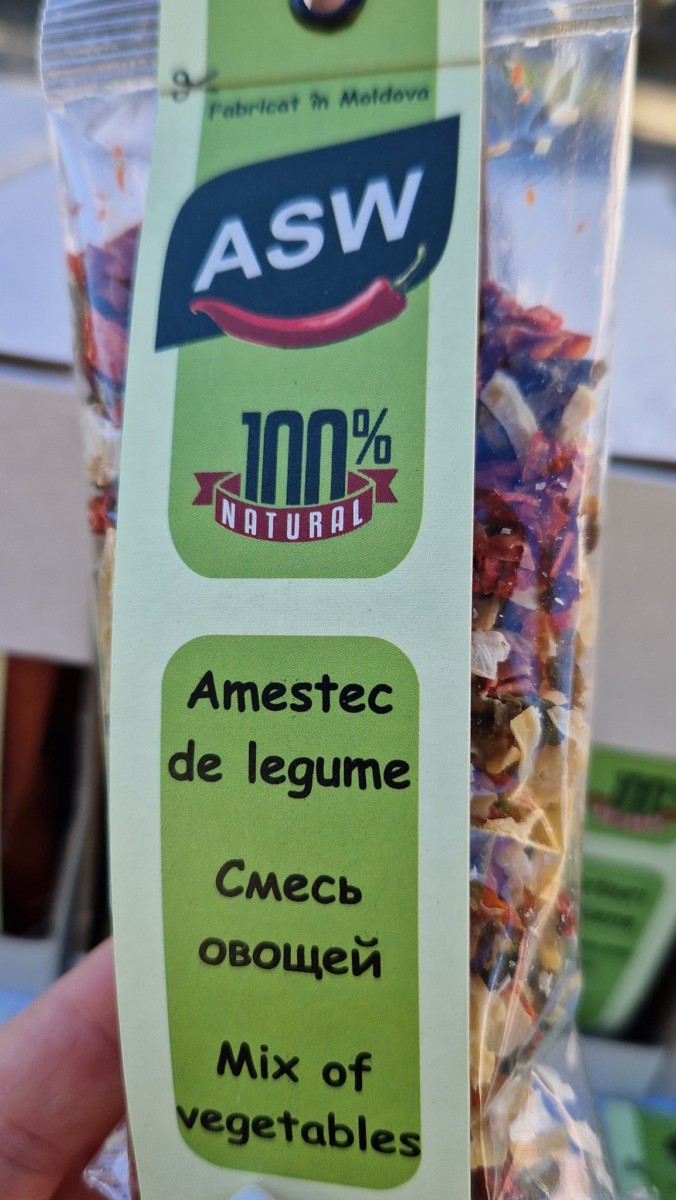 Fabricat în Moldova
ASW
100%
NATURAL
Amestec
de legume
Смесь
овощей
Mix of
vegetables